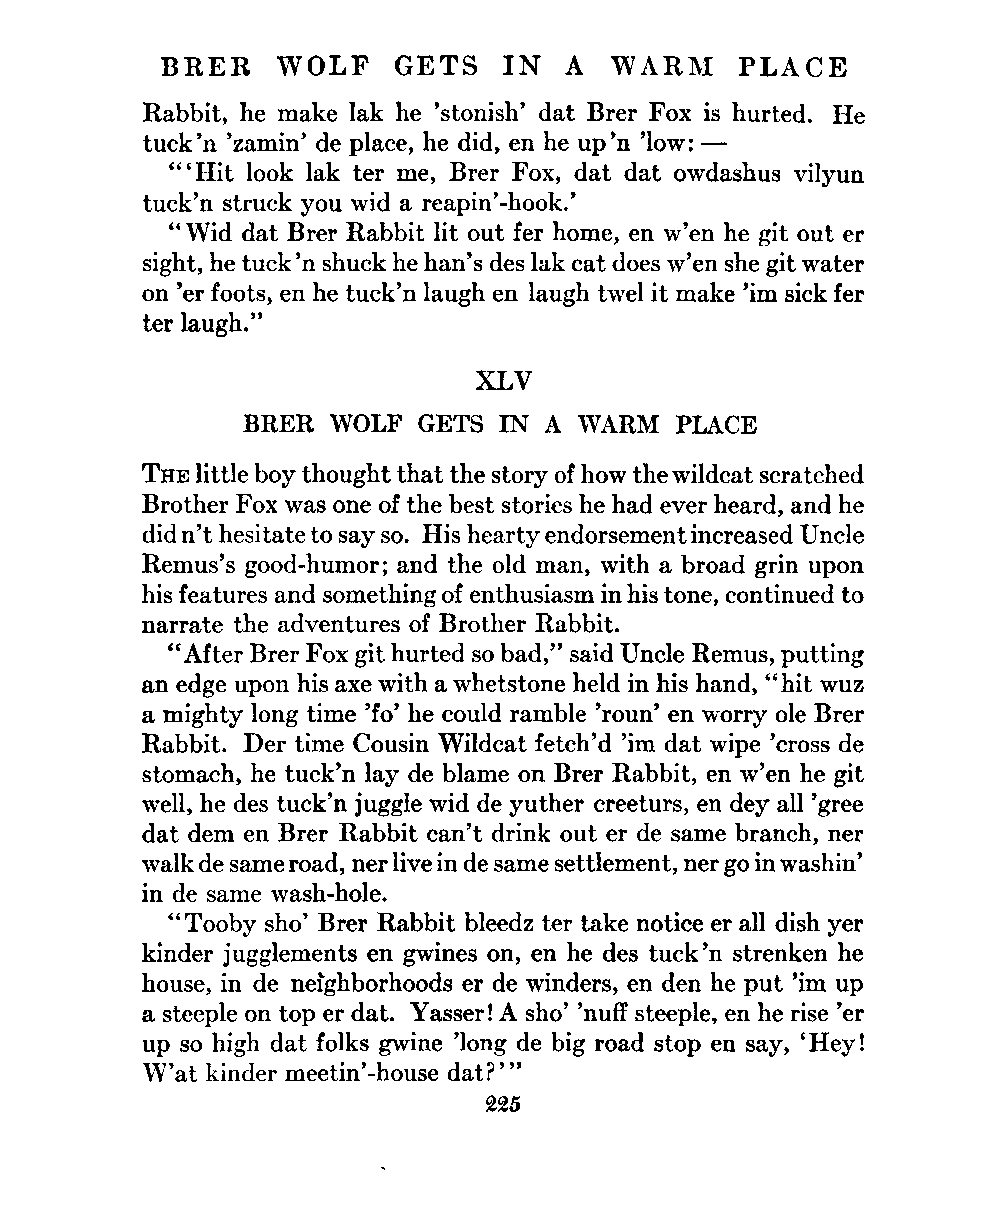 BRER WOLF GETS IN A WARM PLACE
Rabbit, he make lak he 'stonish' dat Brer Fox is hurted. He
tuck'n 'zamin' de place, he did, en he up'n 'low: —
"'Hit look lak ter me, Brer Fox, dat dat owdashus vilyun
tuck'n struck you wid a reapin'-hook.'
"Wid dat Brer Rabbit lit out fer home, en w'en he git out er
sight, he tuck'n shuck he han's des lak cat does w'en she git water
on 'er foots, en he tuck'n laugh en laugh twel it make 'im sick fer
ter laugh."
XLV
BRER WOLF GETS IN A WARM PLACE
THE little boy thought that the story of how the wildcat scratched
Brother Fox was one of the best stories he had ever heard, and he
did n't hesitate to say so. His hearty endorsement increased Uncle
Remus's good-humor; and the old man, with a broad grin upon
his features and something of enthusiasm in his tone, continued to
narrate the adventures of Brother Rabbit.
"After Brer Fox git hurted so bad," said Uncle Remus, putting
an edge upon his axe with a whetstone held in his hand, "hit wuz
a mighty long time 'fo' he could ramble 'roun' en worry ole Brer
Rabbit. Der time Cousin Wildcat fetch'd 'im dat wipe 'cross de
stomach, he tuck'n lay de blame on Brer Rabbit, en w'en he git
well, he des tuck'n juggle wid de yuther creeturs, en dey all 'gree
dat dem en Brer Rabbit can't drink out er de same branch, ner
walk de same road, ner live in de same settlement, ner go in washin'
in de same wash-hole.
"Tooby sho' Brer Rabbit bleedz ter take notice er all dish yer
kinder jugglements en gwines on, en he des tuck'n strenken he
house, in de neighborhoods er de winders, en den he put 'im up
a steeple on top er dat. Yasser! A sho' 'nuff steeple, en he rise 'er
up so high dat folks gwine 'long de big road stop en say, 'Hey!
W'at kinder meetin'-house dat?'"
225